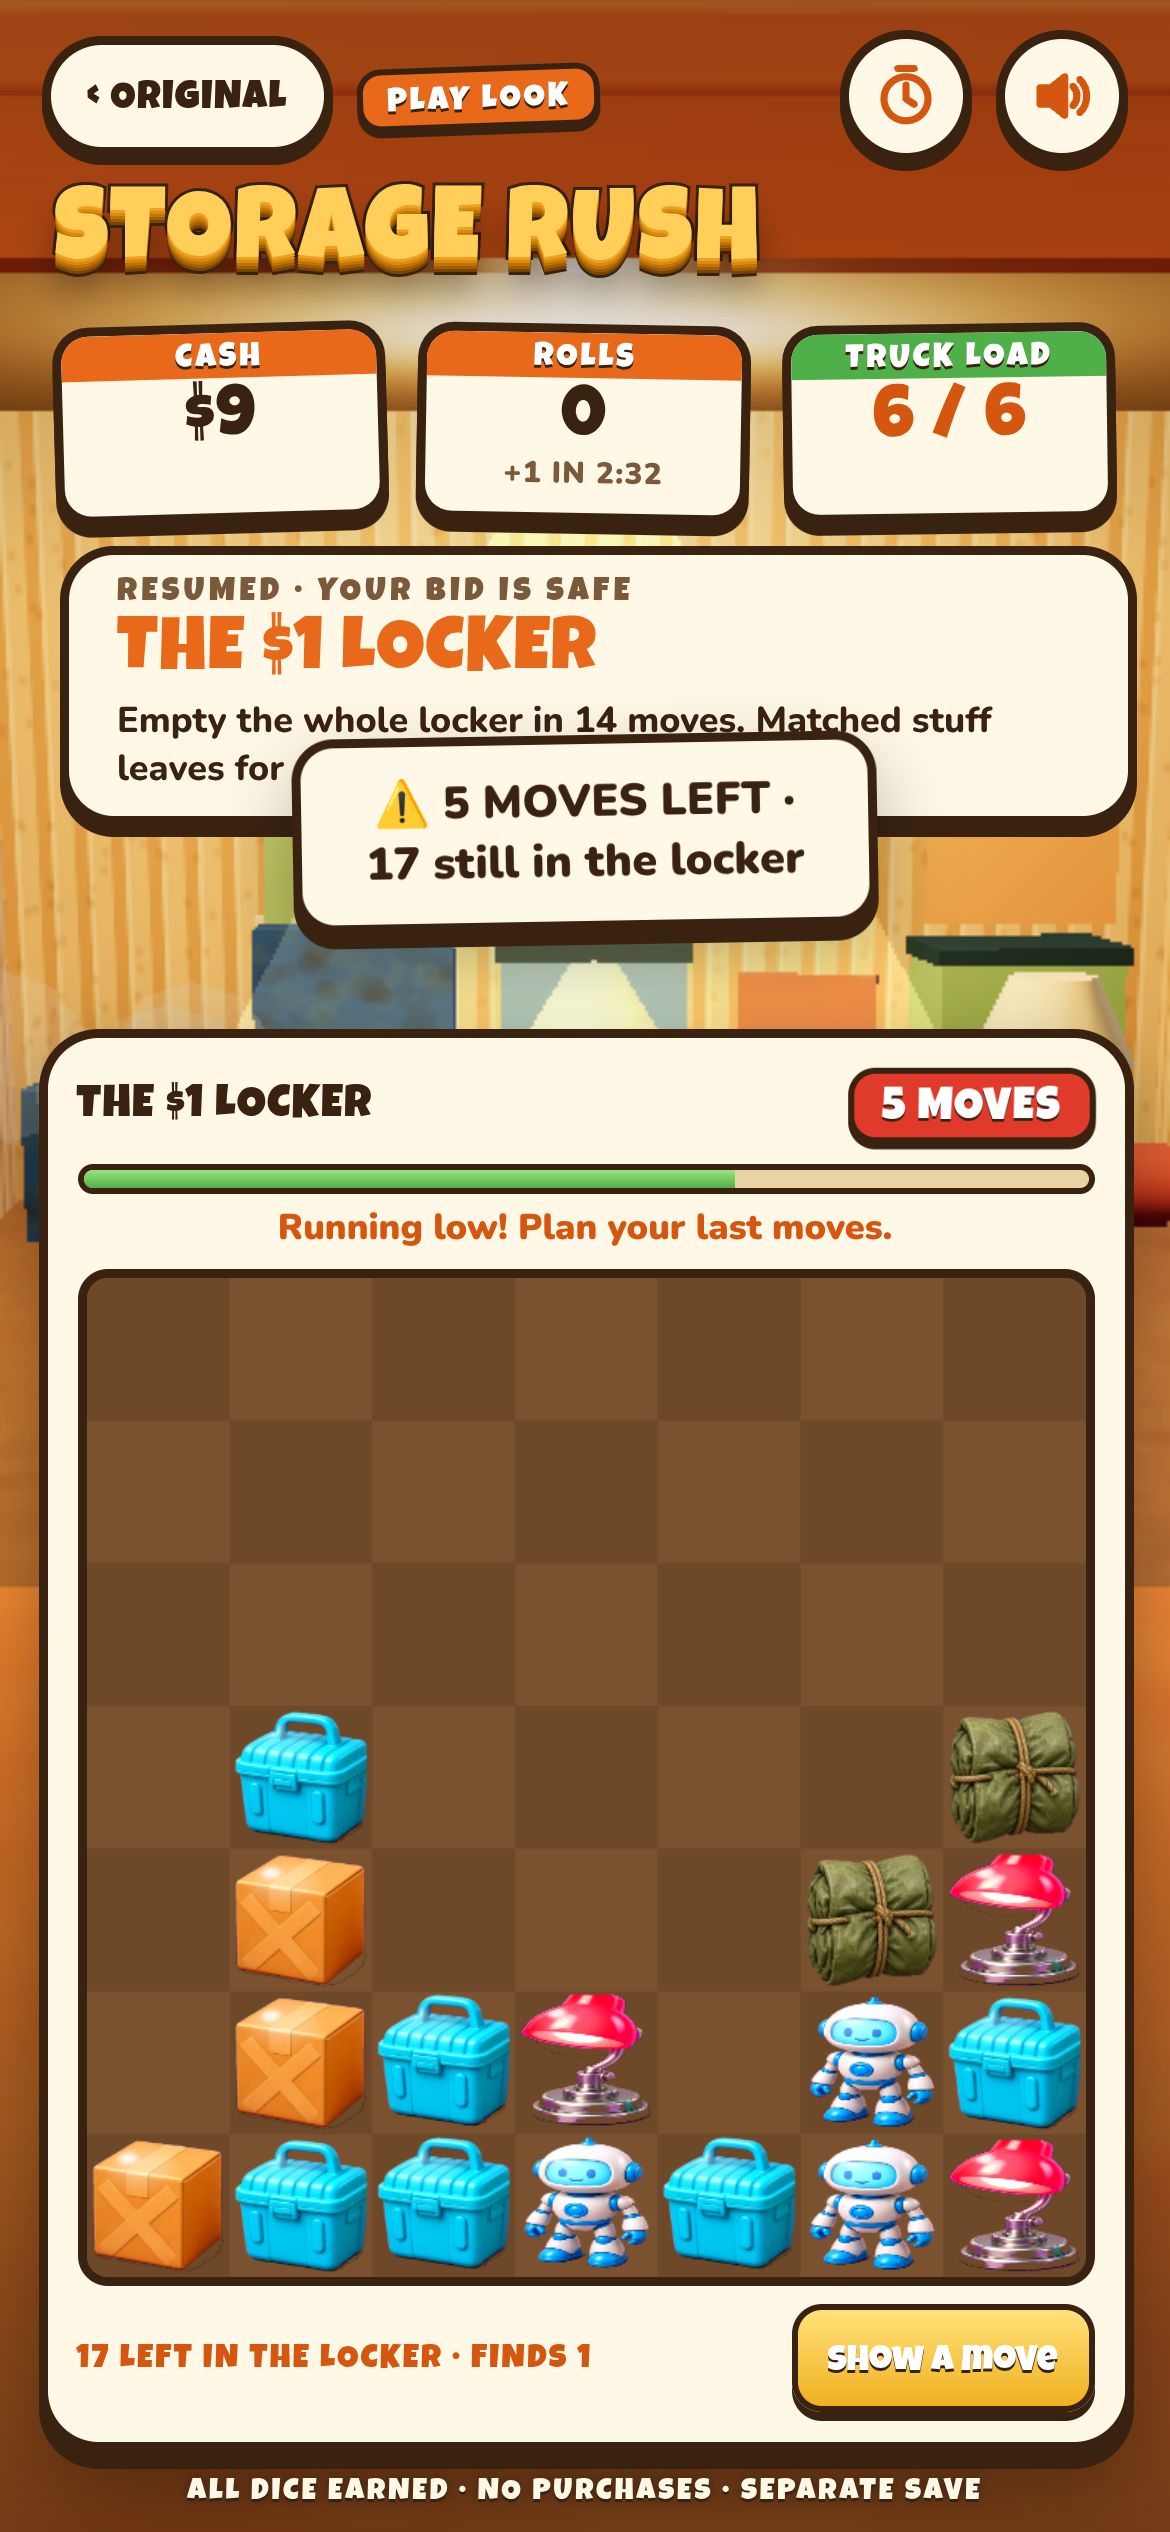 ‹ ORIGINAL
PLAY LOOK
STORAGE RUSH
CASH
$9
ROLLS
0
+1 IN 2:32
TRUCK LOAD
6 / 6
RESUMED · YOUR BID IS SAFE
THE $1 LOCKER
Empty the whole locker in 14 moves. Matched stuff
leaves for
⚠️ 5 MOVES LEFT ·
17 still in the locker
THE $1 LOCKER
5 MOVES
Running low! Plan your last moves.
17 LEFT IN THE LOCKER · FINDS 1
SHOW A MOVE
ALL DICE EARNED · NO PURCHASES · SEPARATE SAVE